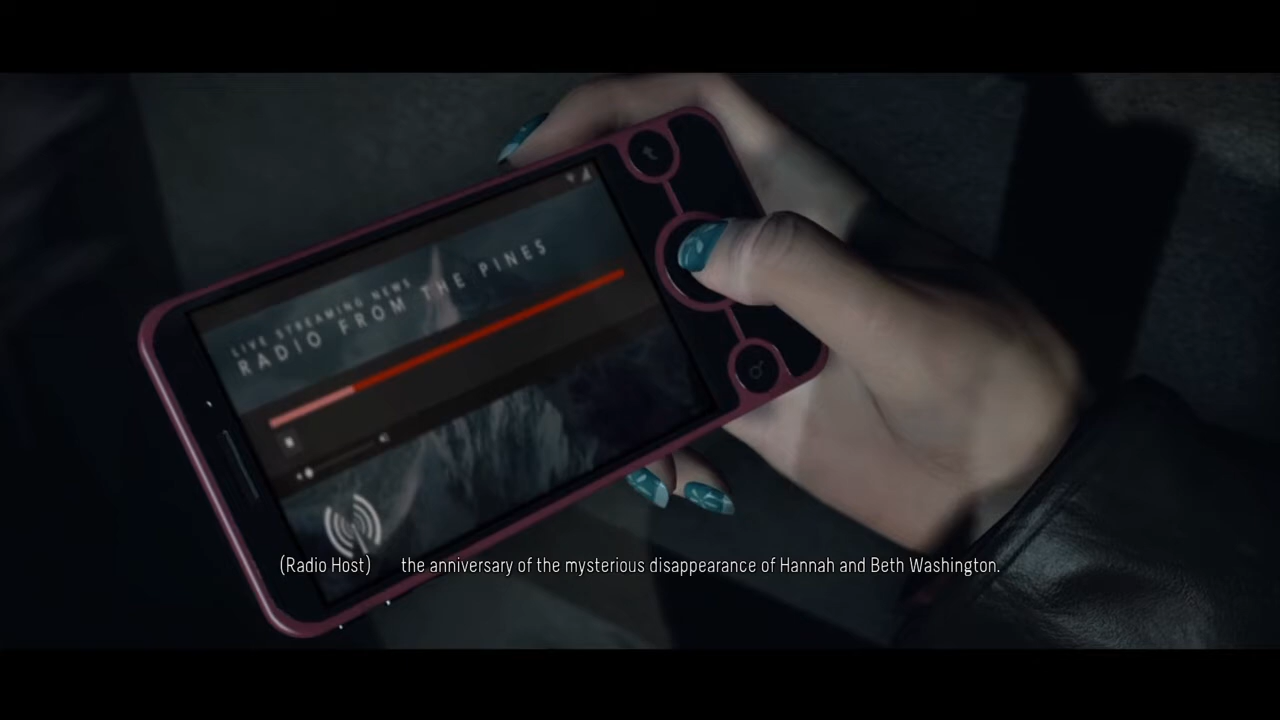 LIVE STREAMING NEWS
RADIO FROM THE PINES
(Radio Host) the anniversary of the mysterious disappearance of Hannah and Beth Washington.